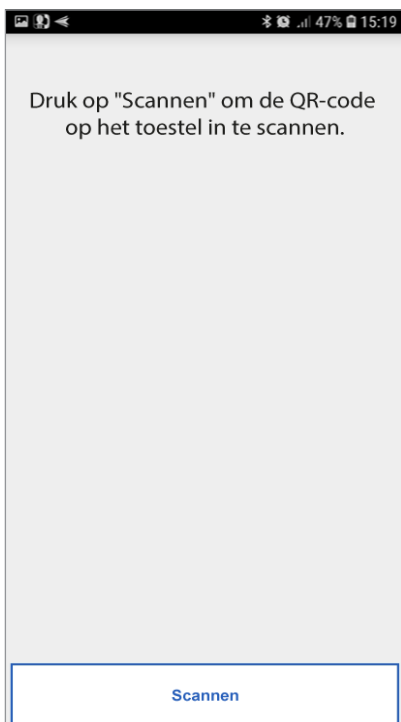 47% 15:19
Druk op "Scannen" om de QR-code
op het toestel in te scannen.
Scannen